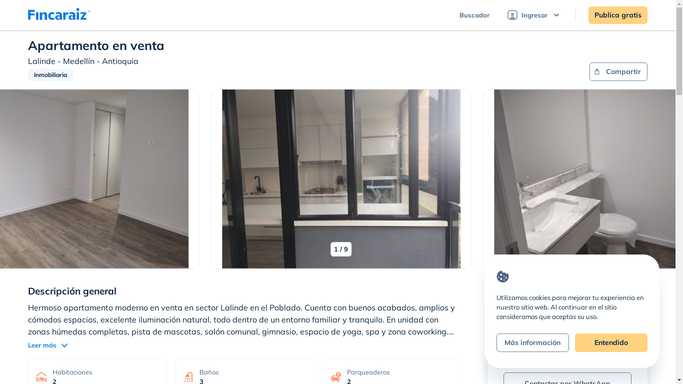 Fincaraiz
Buscador
Ingresar
Publica gratis
Apartamento en venta
Lalinde - Medellín - Antioquia
Inmobiliaria
Compartir
1 / 9
Descripción general
Hermoso apartamento moderno en venta en sector Lalinde en el Poblado. Cuenta con buenos acabados, amplios y
cómodos espacios, excelente iluminación natural, todo dentro de un entorno familiar y tranquilo. En unidad con
zonas húmedas completas, pista de mascotas, salón comunal, gimnasio, espacio de yoga, spa y zona coworking....
Leer más
Habitaciones
2
Baños
3
Parqueaderos
2
Utilizamos cookies para mejorar tu experiencia en
nuestro sitio web. Al continuar en el sitio
consideramos que aceptas su uso.
Más información
Entendido
Contactar por WhatsApp